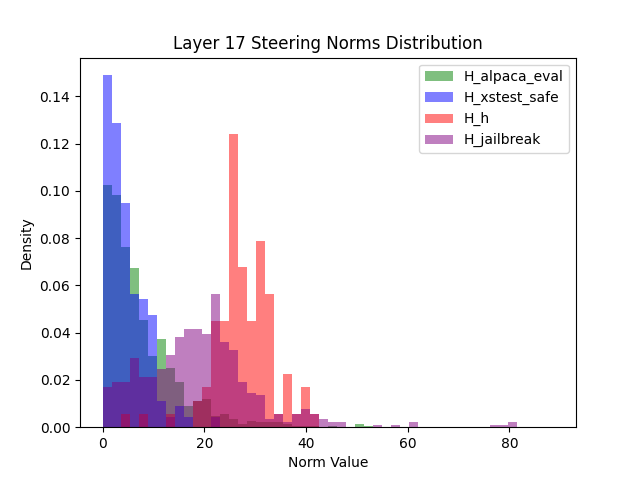 Layer 17 Steering Norms Distribution
H_alpaca_eval
H_xstest_safe
H_h
H_jailbreak
0.14
0.12
0.10
0.08
0.06
0.04
0.02
0.00
Density
0 20 40 60 80
Norm Value